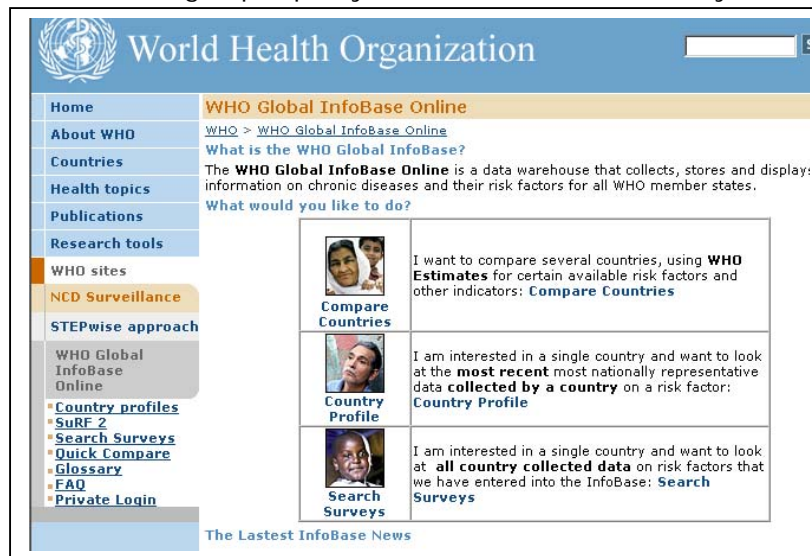 World Health Organization
Home
About WHO
Countries
Health topics
Publications
Research tools
WHO sites
NCD Surveillance
STEPwise approach
WHO Global
InfoBase
Online
Country profiles
SuRF 2
Search Surveys
Quick Compare
Glossary
FAQ
Private Login
WHO Global InfoBase Online
WHO > WHO Global InfoBase Online
What is the WHO Global InfoBase?
The WHO Global InfoBase Online is a data warehouse that collects, stores and displays
information on chronic diseases and their risk factors for all WHO member states.
What would you like to do?
Compare
Countries
I want to compare several countries, using WHO
Estimates for certain available risk factors and
other indicators: Compare Countries
Country
Profile
I am interested in a single country and want to look
at the most recent most nationally representative
data collected by a country on a risk factor:
Country Profile
Search
Surveys
I am interested in a single country and want to look
at all country collected data on risk factors that
we have entered into the InfoBase: Search
Surveys
The Lastest InfoBase News